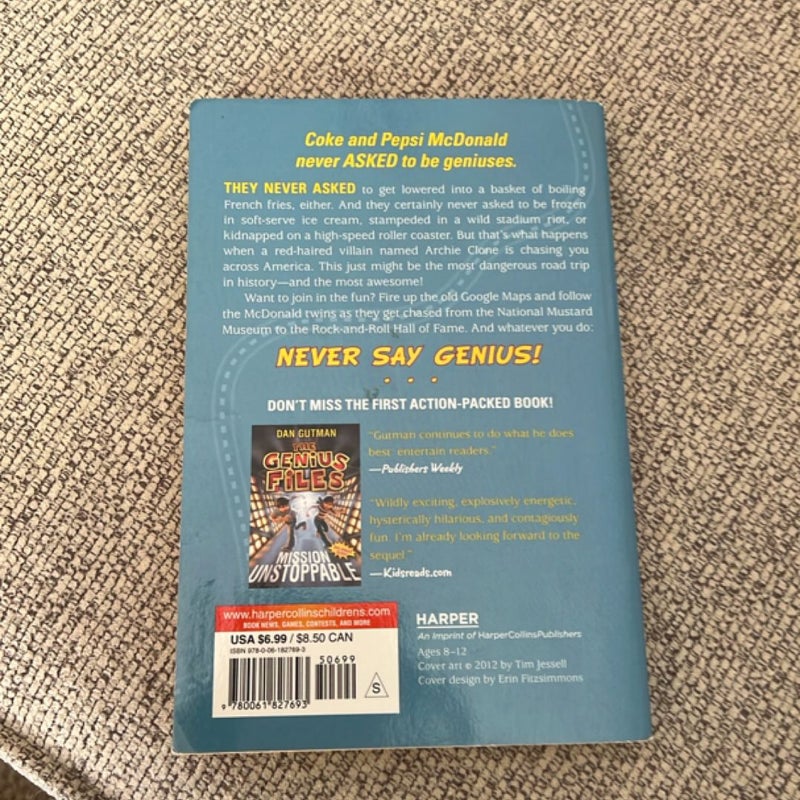 Coke and Pepsi McDonald
never ASKED to be geniuses.
THEY NEVER ASKED to get lowered into a basket of boiling
French fries, either. And they certainly never asked to be frozen
in soft-serve ice cream, stampeded in a wild stadium riot, or
kidnapped on a high-speed roller coaster. But that's what happens
when a red-haired villain named Archie Clone is chasing you
across America. This just might be the most dangerous road trip
in history—and the most awesome!
Want to join in the fun? Fire up the old Google Maps and follow
the McDonald twins as they get chased from the National Mustard
Museum to the Rock-and-Roll Hall of Fame. And whatever you do:
NEVER SAY GENIUS!
• • •
DON'T MISS THE FIRST ACTION-PACKED BOOK!
DAN GUTMAN
THE
GENIUS
FILES
MISSION
UNSTOPPABLE
"Gutman continues to do what he does
best: entertain readers."
—Publishers Weekly
"Wildly exciting, explosively energetic,
hysterically hilarious, and contagiously
fun. I'm already looking forward to the
sequel."
—Kidsreads.com
www.harpercollinschildrens.com
BOOK NEWS, GAMES, CONTESTS, AND MORE
USA $6.99 / $8.50 CAN
ISBN 978-0-06-182769-3
50699
S
9 780061 827693
HARPER
An Imprint of HarperCollinsPublishers
Ages 8–12
Cover art © 2012 by Tim Jessell
Cover design by Erin Fitzsimmons